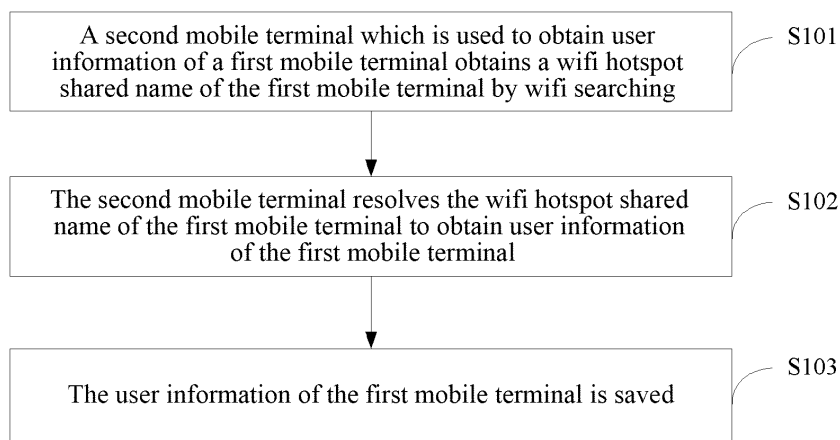 A second mobile terminal which is used to obtain user
information of a first mobile terminal obtains a wifi hotspot
shared name of the first mobile terminal by wifi searching
S101
The second mobile terminal resolves the wifi hotspot shared
name of the first mobile terminal to obtain user information
of the first mobile terminal
S102
The user information of the first mobile terminal is saved
S103